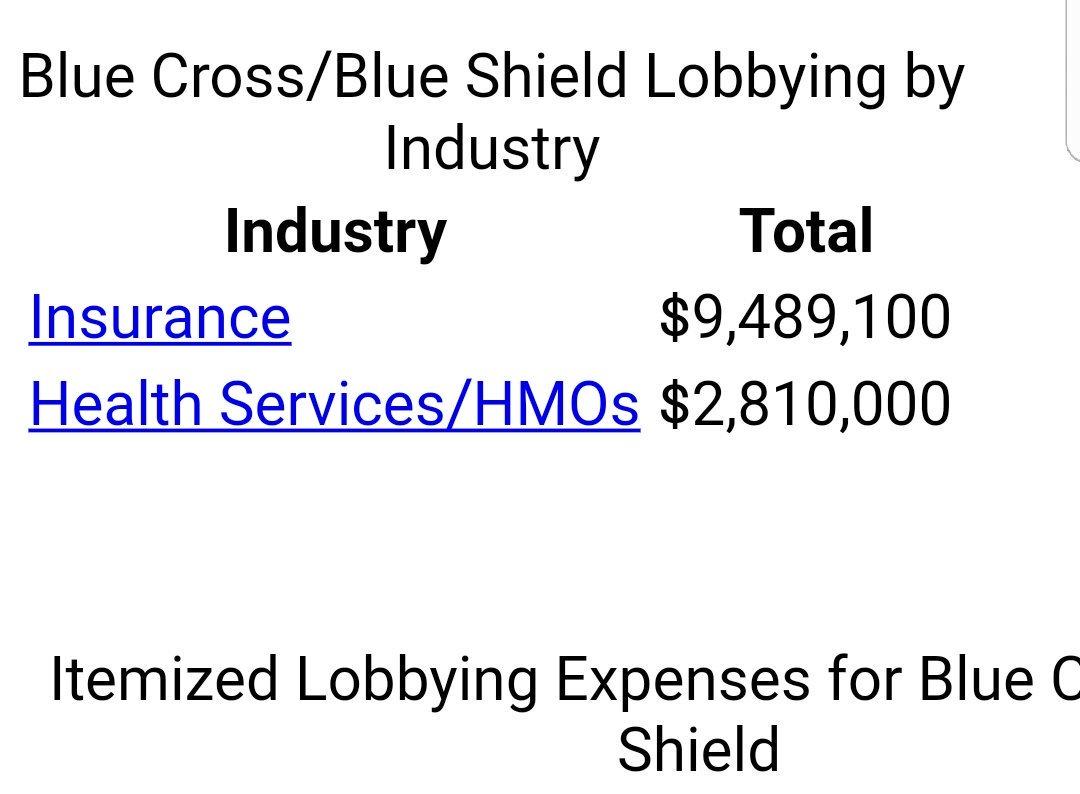 Blue Cross/Blue Shield Lobbying by
Industry
Industry Total
Insurance $9,489,100
Health Services/HMOs $2,810,000
Itemized Lobbying Expenses for Blue
Shield